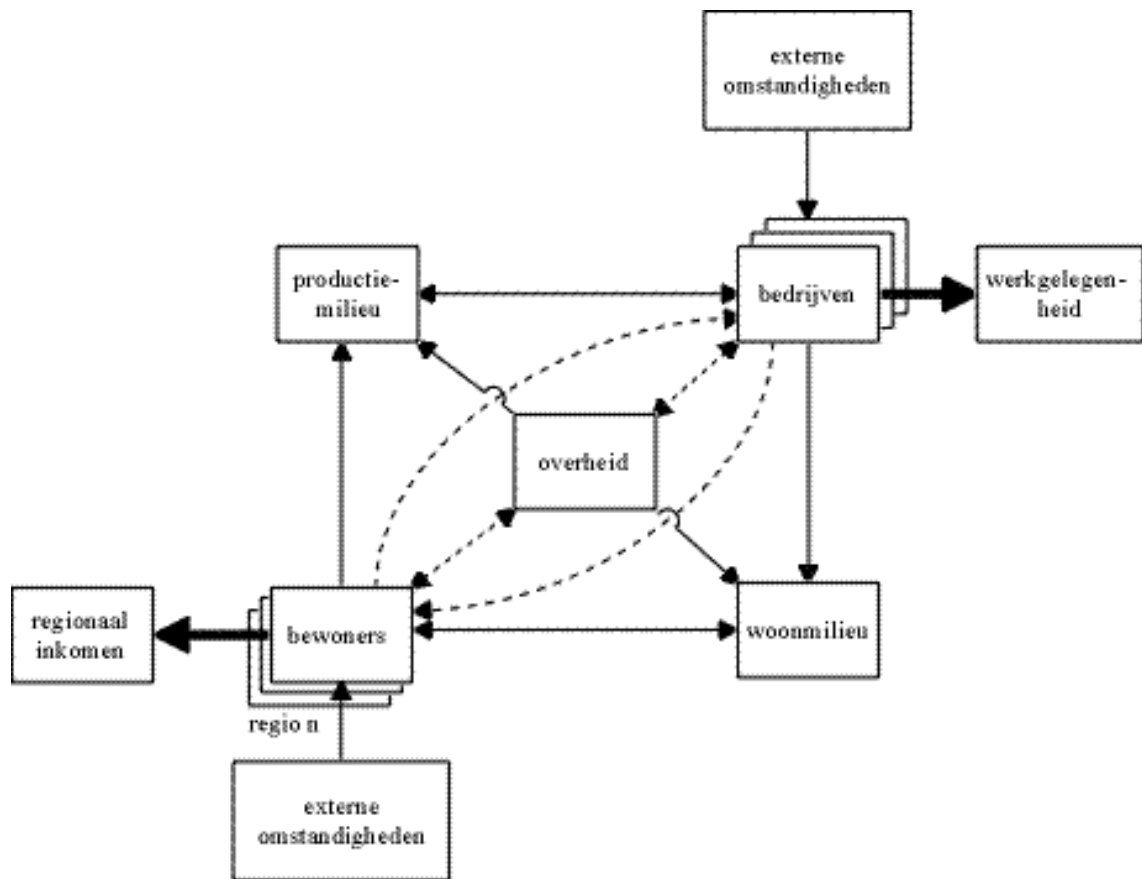 externe
omstandigheden
productie-
milieu
bedrijven
werkgelegen-
heid
overheid
regionaal
inkomen
bewoners
woonmilieu
regio n
externe
omstandigheden